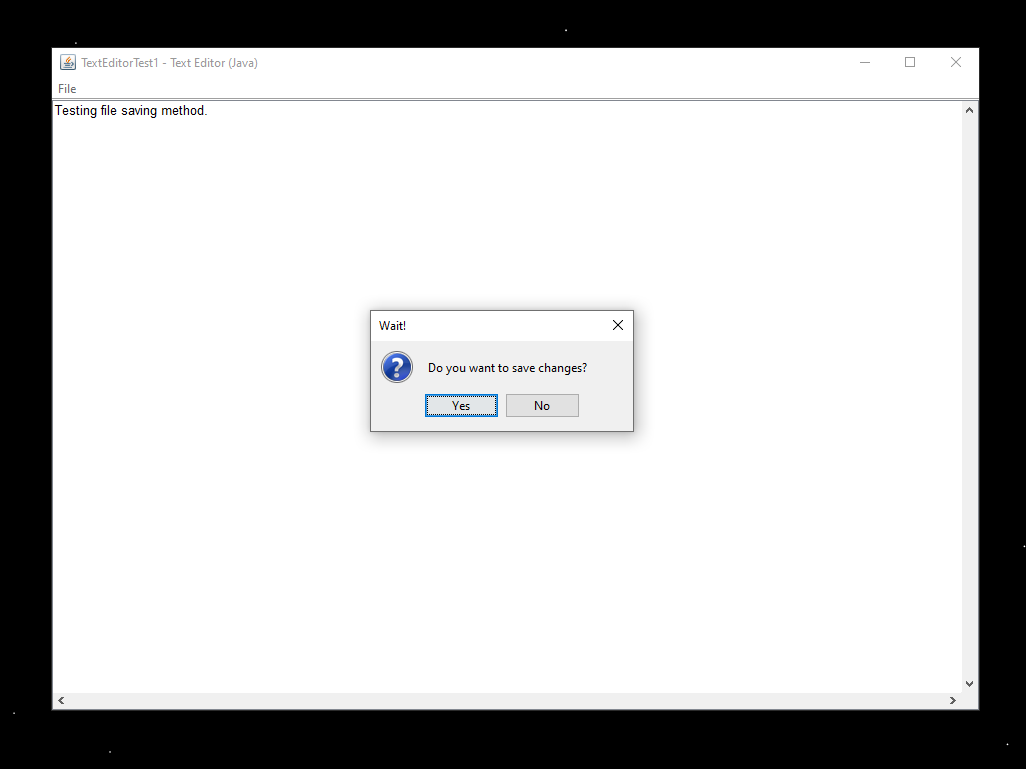 TextEditorTest1 - Text Editor (Java)
File
Testing file saving method.
Wait!
Do you want to save changes?
Yes
No